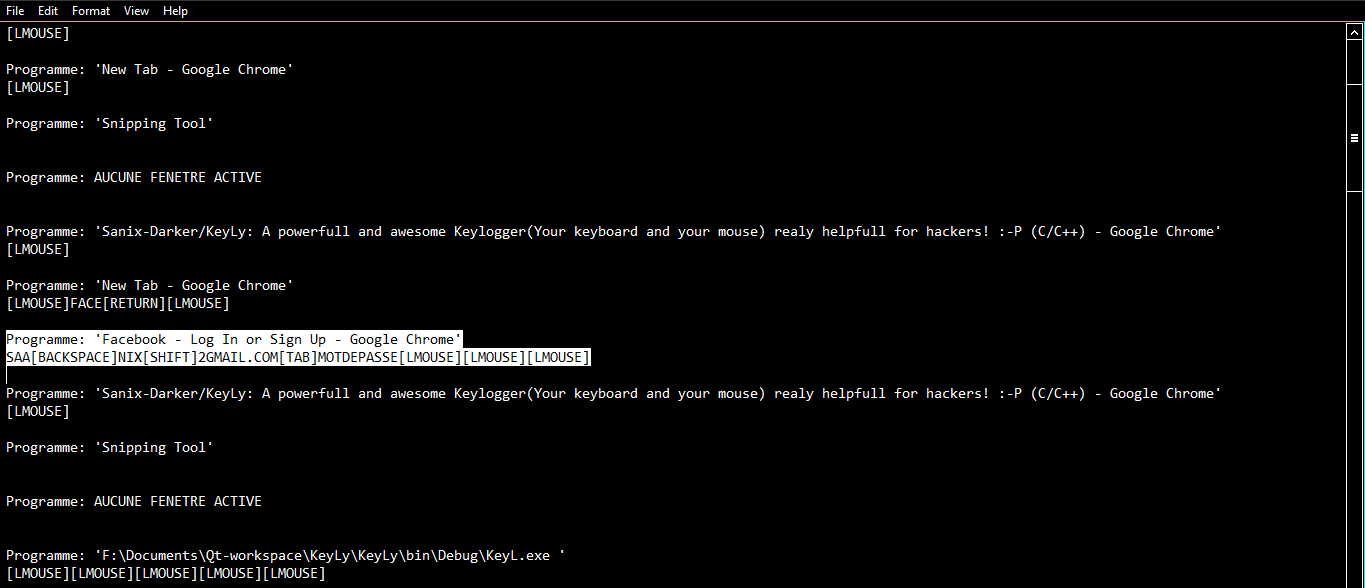 File Edit Format View Help
[LMOUSE]
Programme: 'New Tab - Google Chrome'
[LMOUSE]
Programme: 'Snipping Tool'
Programme: AUCUNE FENETRE ACTIVE
Programme: 'Sanix-Darker/KeyLy: A powerfull and awesome Keylogger(Your keyboard and your mouse) realy helpfull for hackers! :-P (C/C++) - Google Chrome'
[LMOUSE]
Programme: 'New Tab - Google Chrome'
[LMOUSE]FACE[RETURN][LMOUSE]
Programme: 'Facebook - Log In or Sign Up - Google Chrome'
SAA[BACKSPACE]NIX[SHIFT]2GMAIL.COM[TAB]MOTDEPASSE[LMOUSE][LMOUSE][LMOUSE]
Programme: 'Sanix-Darker/KeyLy: A powerfull and awesome Keylogger(Your keyboard and your mouse) realy helpfull for hackers! :-P (C/C++) - Google Chrome'
[LMOUSE]
Programme: 'Snipping Tool'
Programme: AUCUNE FENETRE ACTIVE
Programme: 'F:\Documents\Qt-workspace\KeyLy\KeyLy\bin\Debug\KeyL.exe '
[LMOUSE][LMOUSE][LMOUSE][LMOUSE][LMOUSE]